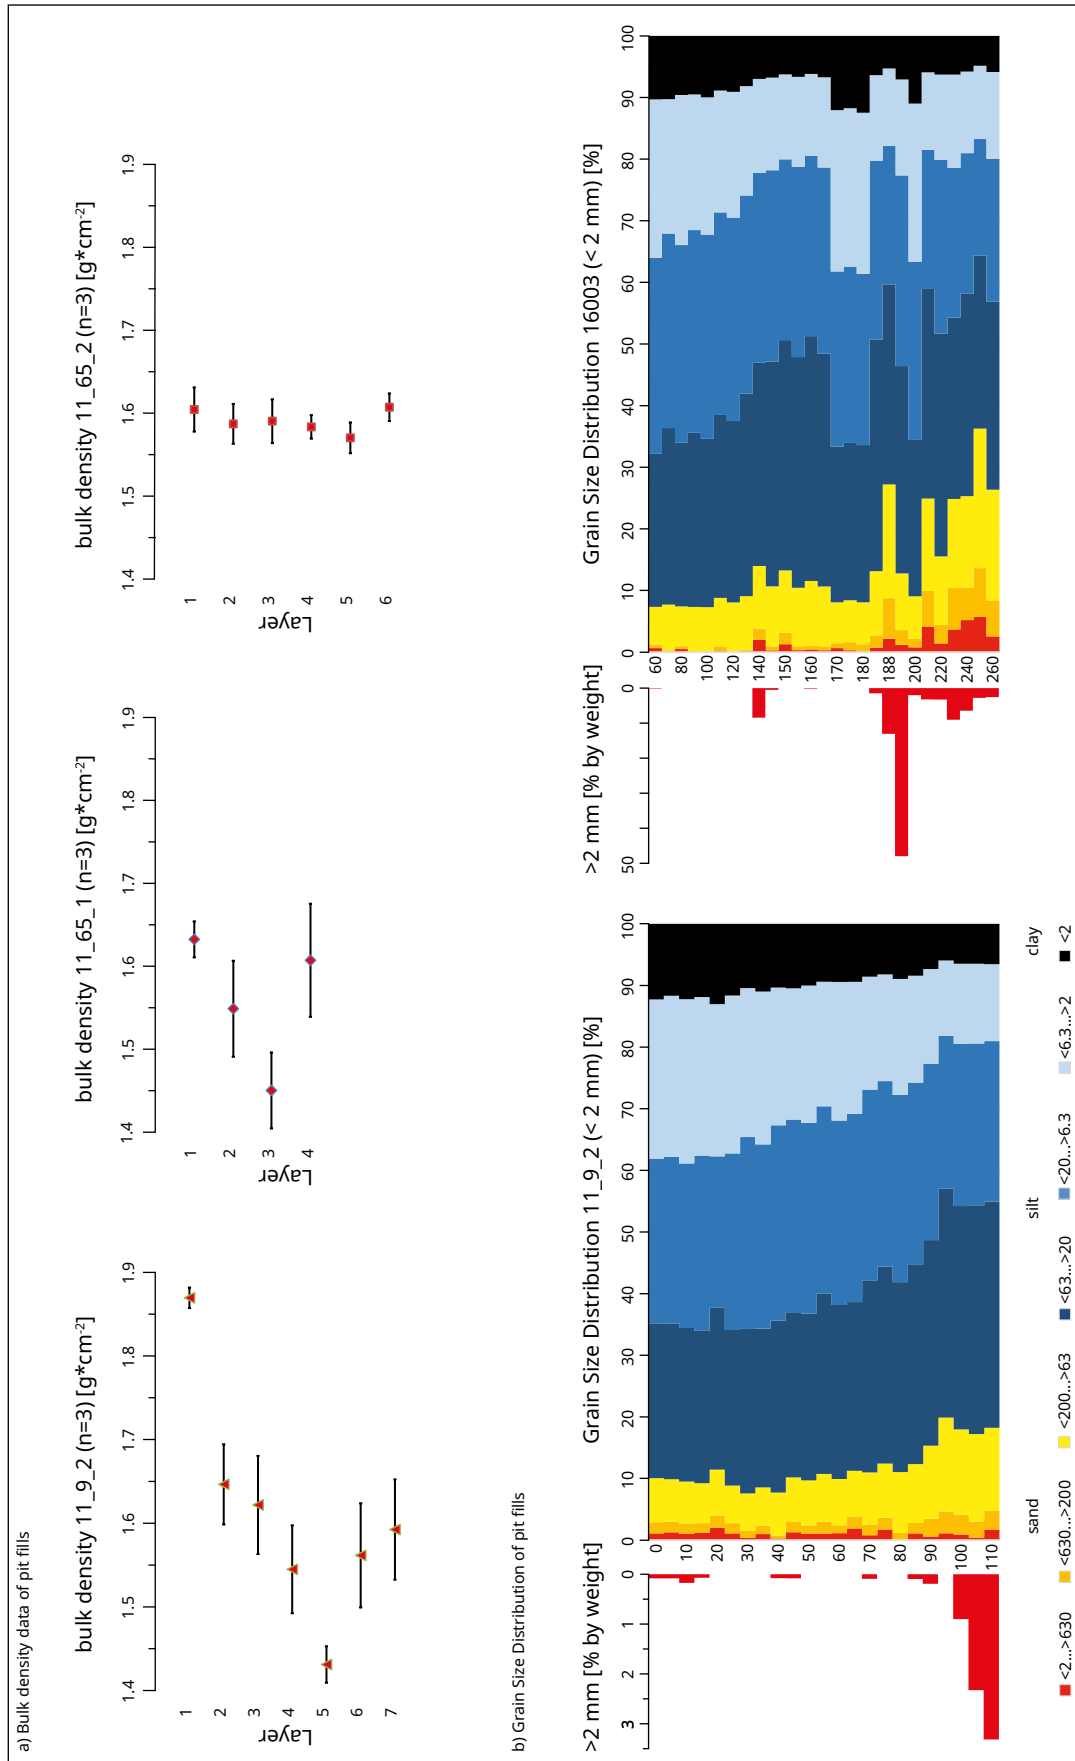 a) Bulk density data of pit fills
bulk density 11_9_2 (n=3) [g*cm-2]
1.4 1.5 1.6 1.7 1.8 1.9
Layer
1
2
3
4
5
6
7
bulk density 11_65_1 (n=3) [g*cm-2]
1.4 1.5 1.6 1.7 1.8 1.9
Layer
1
2
3
4
bulk density 11_65_2 (n=3) [g*cm-2]
1.4 1.5 1.6 1.7 1.8 1.9
Layer
1
2
3
4
5
6
b) Grain Size Distribution of pit fills
>2 mm [% by weight]
3 2 1 0
Grain Size Distribution 11_9_2 (< 2 mm) [%]
0 10 20 30 40 50 60 70 80 90 100
0
10
20
30
40
50
60
70
80
90
100
110
>2 mm [% by weight]
50 0
Grain Size Distribution 16003 (< 2 mm) [%]
0 10 20 30 40 50 60 70 80 90 100
60
80
100
120
140
150
160
170
180
188
200
220
240
260
sand silt clay
<2...>630 <630...>200 <200...>63 <63...>20 <20...>6.3 <6.3...>2 <2